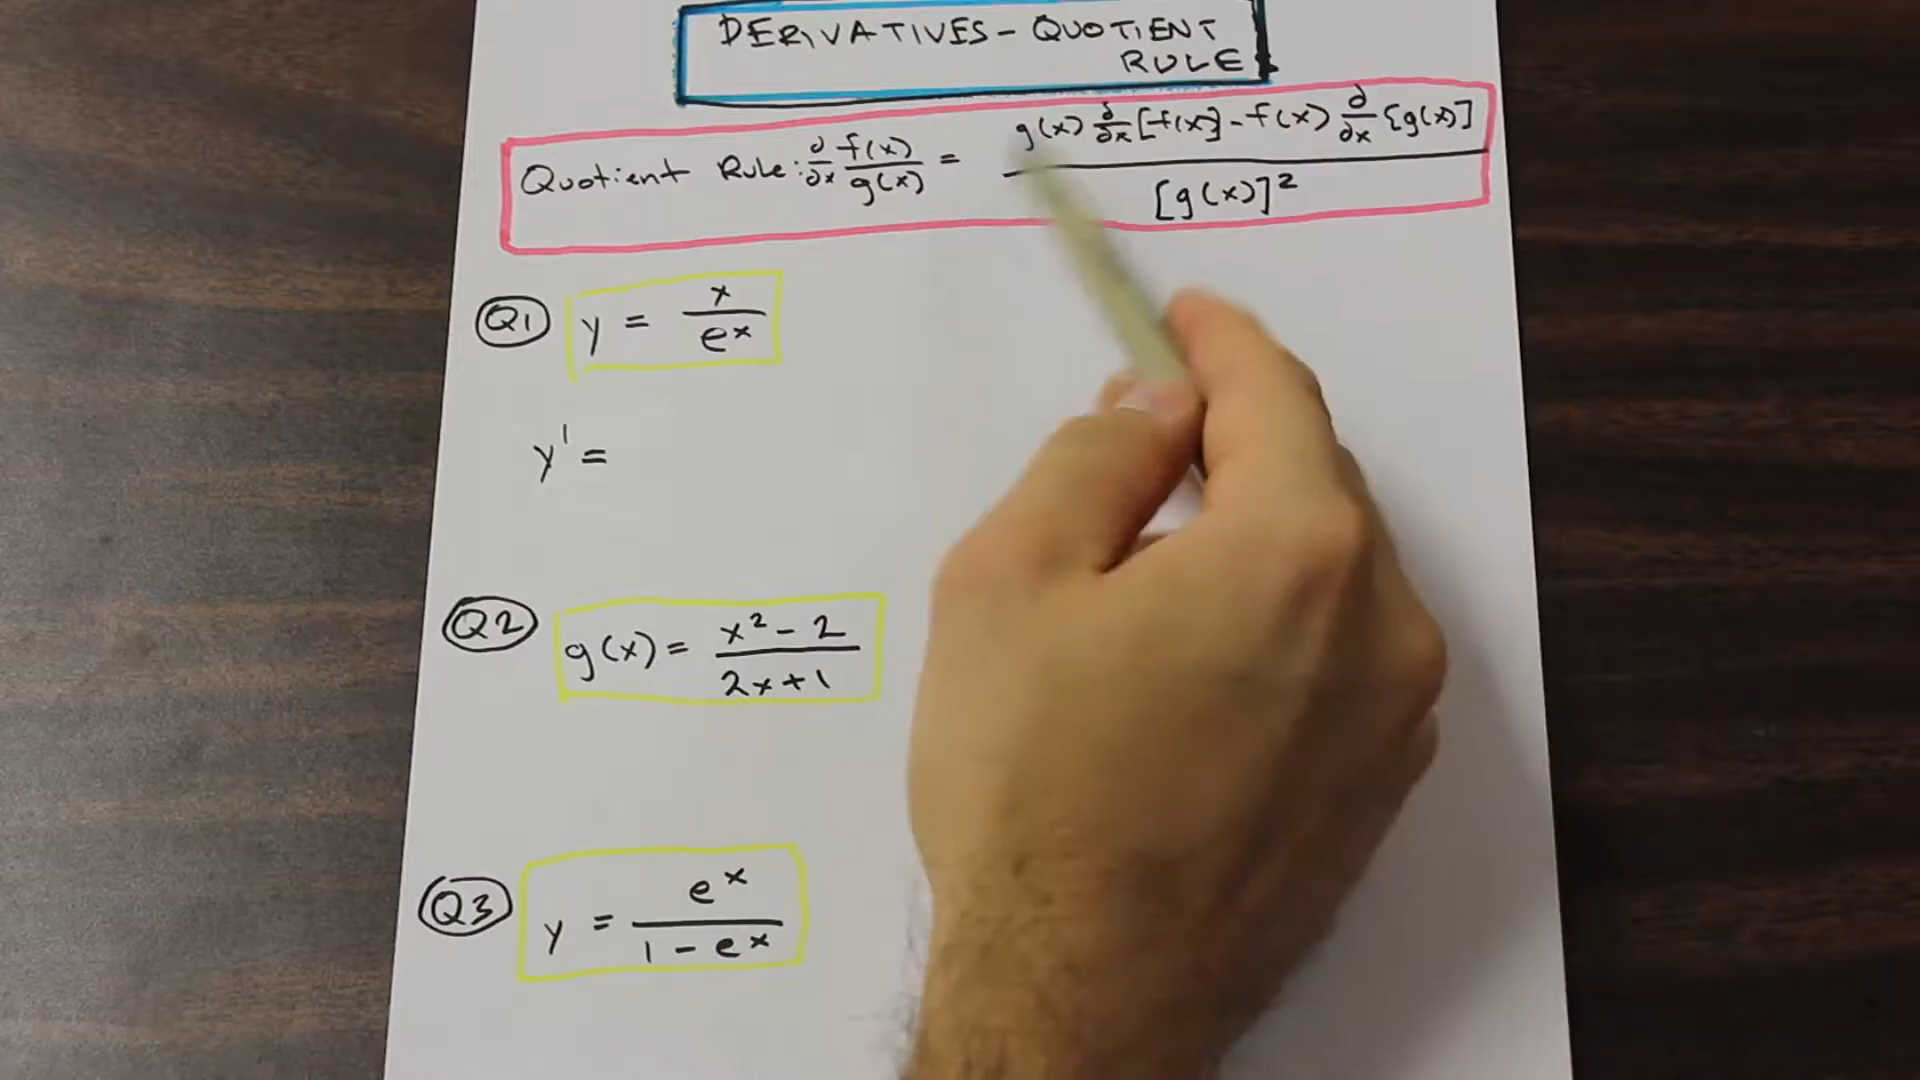 DERIVATIVES - QUOTIENT
RULE
Quotient Rule: ∂/∂x f(x)/g(x) = g(x) ∂/∂x [f(x)] - f(x) ∂/∂x [g(x)] / [g(x)]²
Q1 y = x/eˣ
y' =
Q2 g(x) = x² - 2 / 2x + 1
Q3 y = eˣ / 1 - eˣ